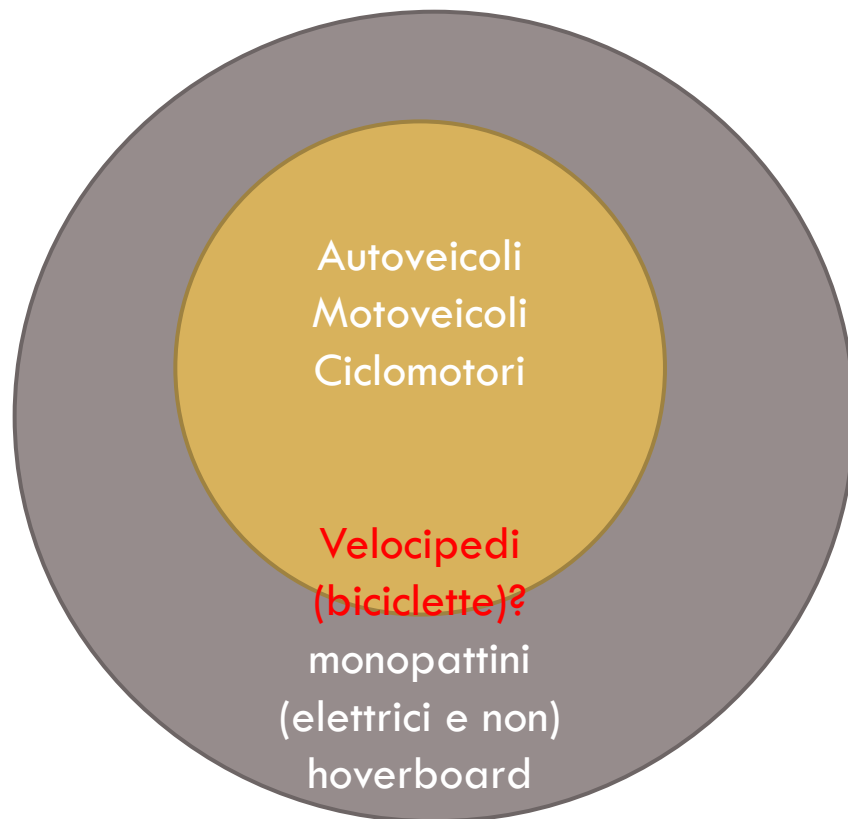 Autoveicoli
Motoveicoli
Ciclomotori
Velocipedi
(biciclette)?
monopattini
(elettrici e non)
hoverboard